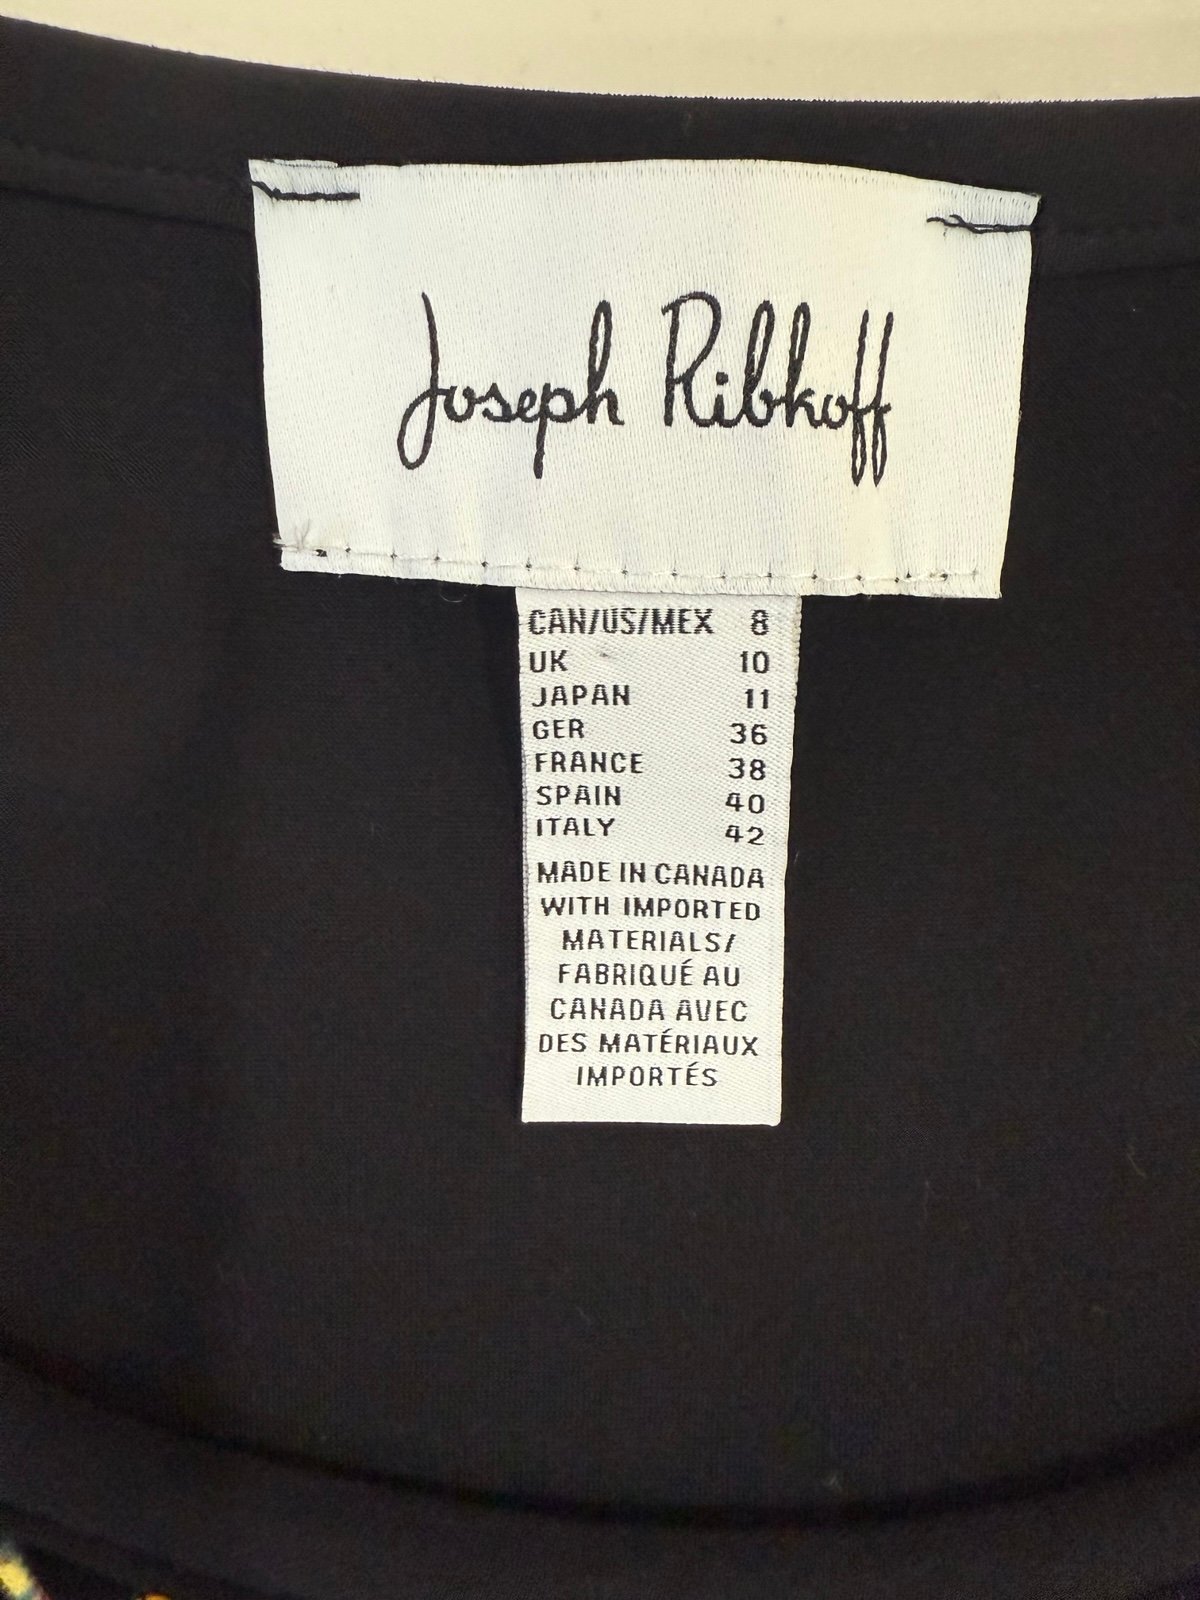 Joseph Ribkoff
CAN/US/MEX 8
UK 10
JAPAN 11
GER 36
FRANCE 38
SPAIN 40
ITALY 42
MADE IN CANADA
WITH IMPORTED
MATERIALS/
FABRIQUÉ AU
CANADA AVEC
DES MATÉRIAUX
IMPORTÉS